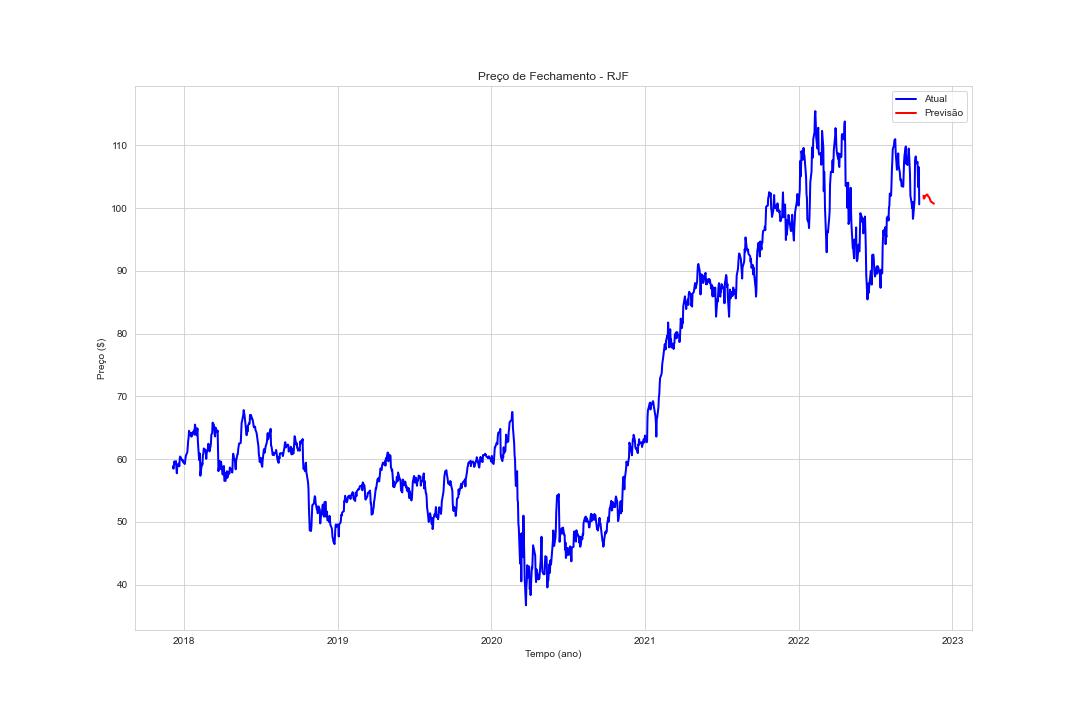 Preço de Fechamento - RJF
Atual
Previsão
110
100
90
80
70
60
50
40
Preço ($)
2018 2019 2020 2021 2022 2023
Tempo (ano)